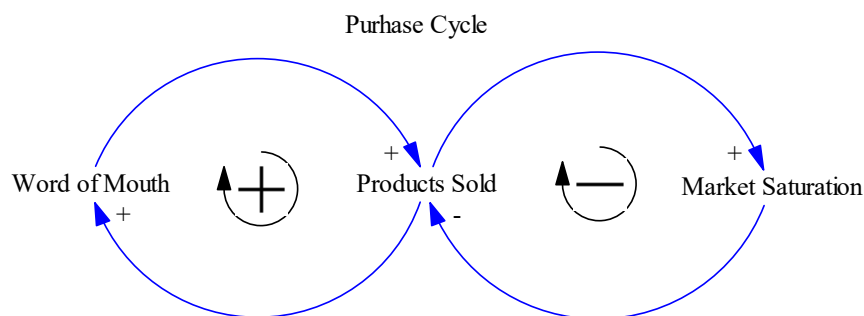 Purhase Cycle
+
+
Word of Mouth
+
Products Sold
-
Market Saturation
+
−